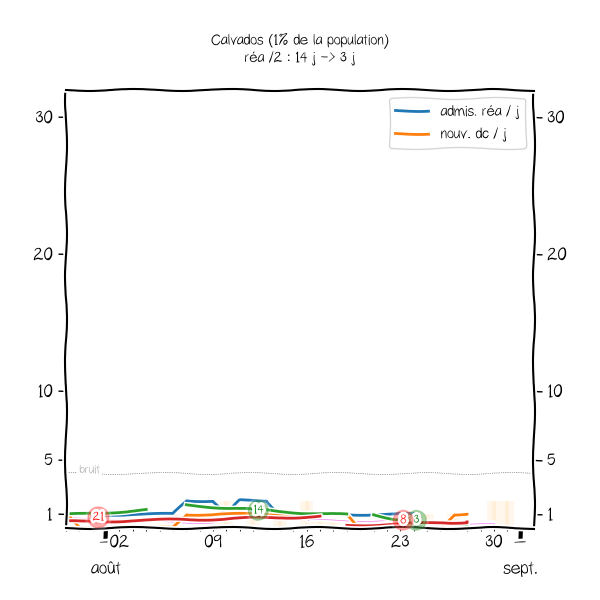 Calvados (1% de la population)
réa /2 : 14 j -> 3 j
admis. réa / j
nouv. dc / j
30
30
20
20
10
10
5
5
bruit
1
1
21
14
8
3
02
09
16
23
30
août
sept.